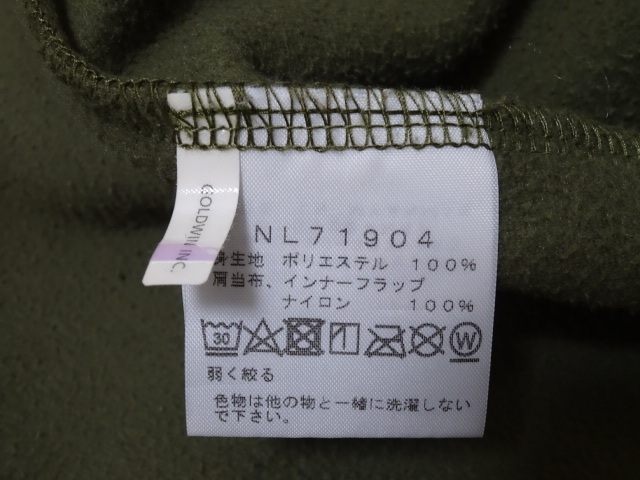 GOLDWIN INC.
NL71904
身生地 ポリエステル 100%
肩当布、インナーフラップ
ナイロン 100%
30
W
弱く絞る
色物は他の物と一緒に洗濯しない
で下さい。